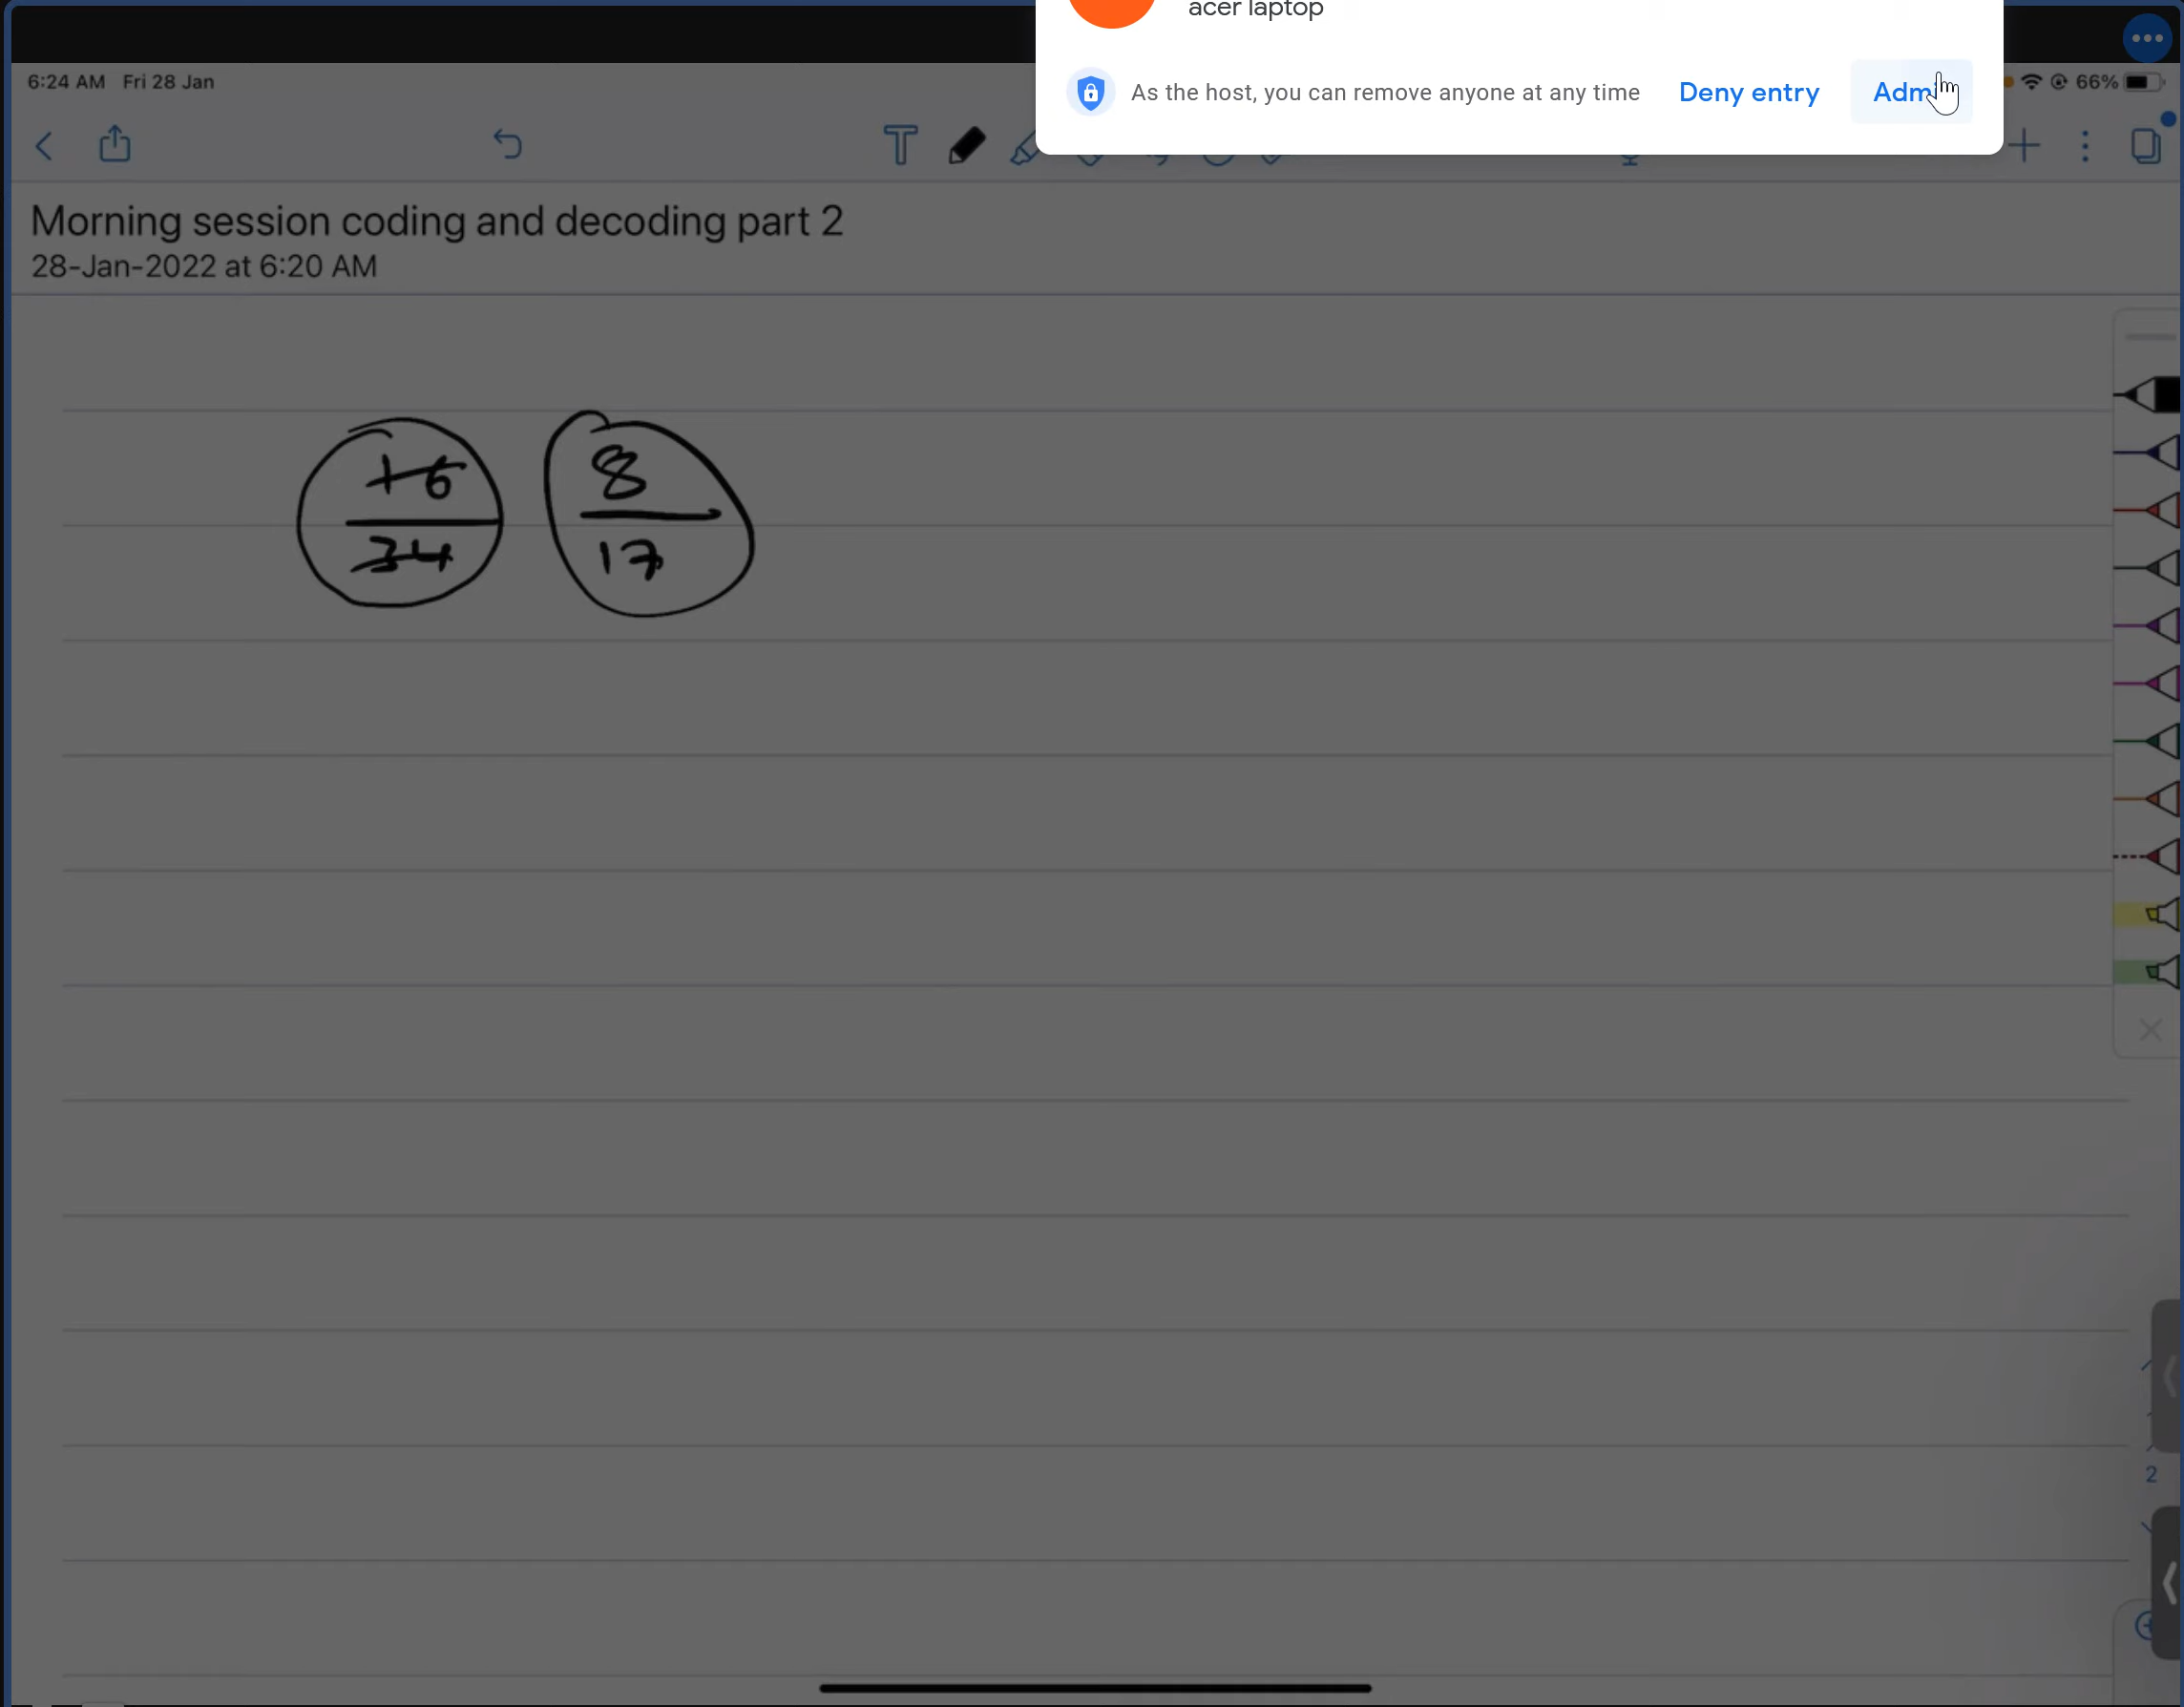 acer laptop
6:24 AM Fri 28 Jan
As the host, you can remove anyone at any time
Deny entry
66%
Morning session coding and decoding part 2
28-Jan-2022 at 6:20 AM
16 8
34 17
2